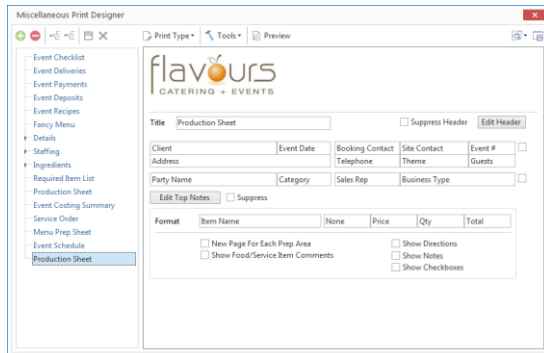 Miscellaneous Print Designer
Print Type Tools Preview
Event Checklist
Event Deliveries
Event Payments
Event Deposits
Event Recipes
Fancy Menu
Details
Staffing
Ingredients
Required Item List
Production Sheet
Event Costing Summary
Service Order
Menu Prep Sheet
Event Schedule
Production Sheet
flavours
CATERING + EVENTS
Title Production Sheet Suppress Header Edit Header
Client Event Date Booking Contact Site Contact Event #
Address Telephone Theme Guests
Party Name Category Sales Rep Business Type
Edit Top Notes Suppress
Format Item Name None Price Qty Total
New Page For Each Prep Area Show Directions
Show Food/Service Item Comments Show Notes
Show Checkboxes